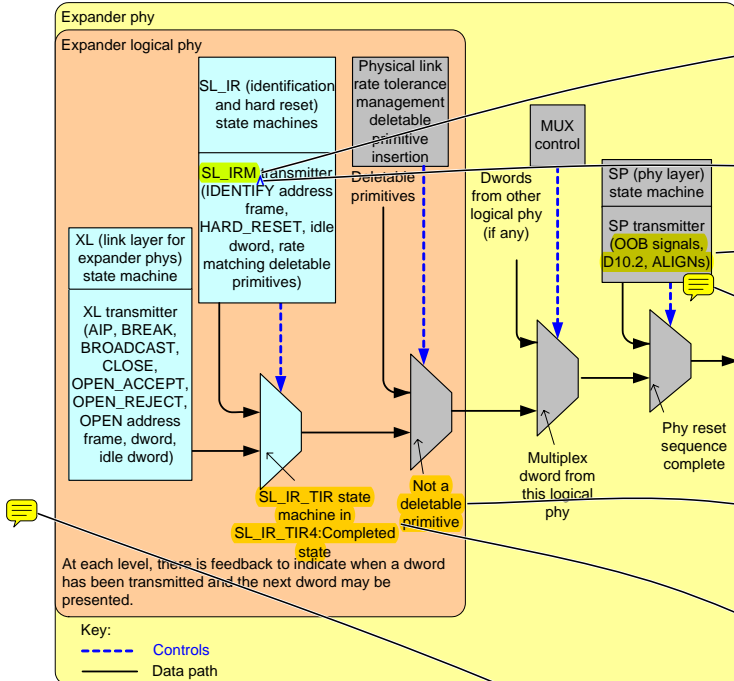 Expander phy
Expander logical phy
SL_IR (identification
and hard reset)
state machines
SL_IRM transmitter
(IDENTIFY address
frame,
HARD_RESET, idle
dword, rate
matching deletable
primitives)
Physical link
rate tolerance
management
deletable
primitive
insertion
Deletable
primitives
MUX
control
Dwords
from other
logical phy
(if any)
SP (phy layer)
state machine
SP transmitter
(OOB signals,
D10.2, ALIGNs)
XL (link layer for
expander phys)
state machine
XL transmitter
(AIP, BREAK,
BROADCAST,
CLOSE,
OPEN_ACCEPT,
OPEN_REJECT,
OPEN address
frame, dword,
idle dword)
SL_IR_TIR state
machine in
SL_IR_TIR4:Completed
state
Not a
deletable
primitive
Multiplex
dword from
this logical
phy
Phy reset
sequence
complete
At each level, there is feedback to indicate when a dword
has been transmitted and the next dword may be
presented.
Key:
Controls
Data path